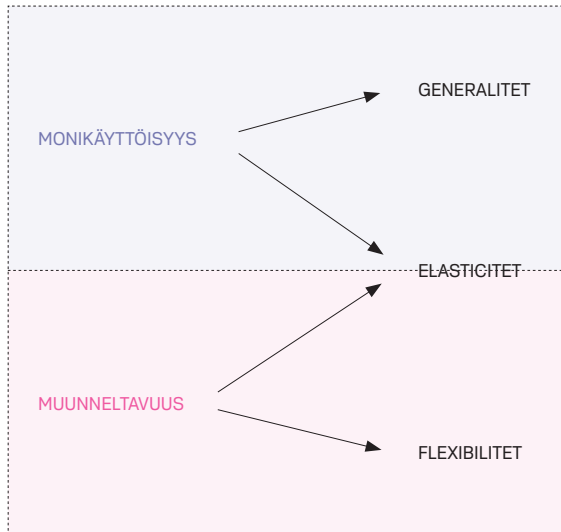 GENERALITET
MONIKÄYTTÖISYYS
ELASTICITET
MUUNNELTAVUUS
FLEXIBILITET